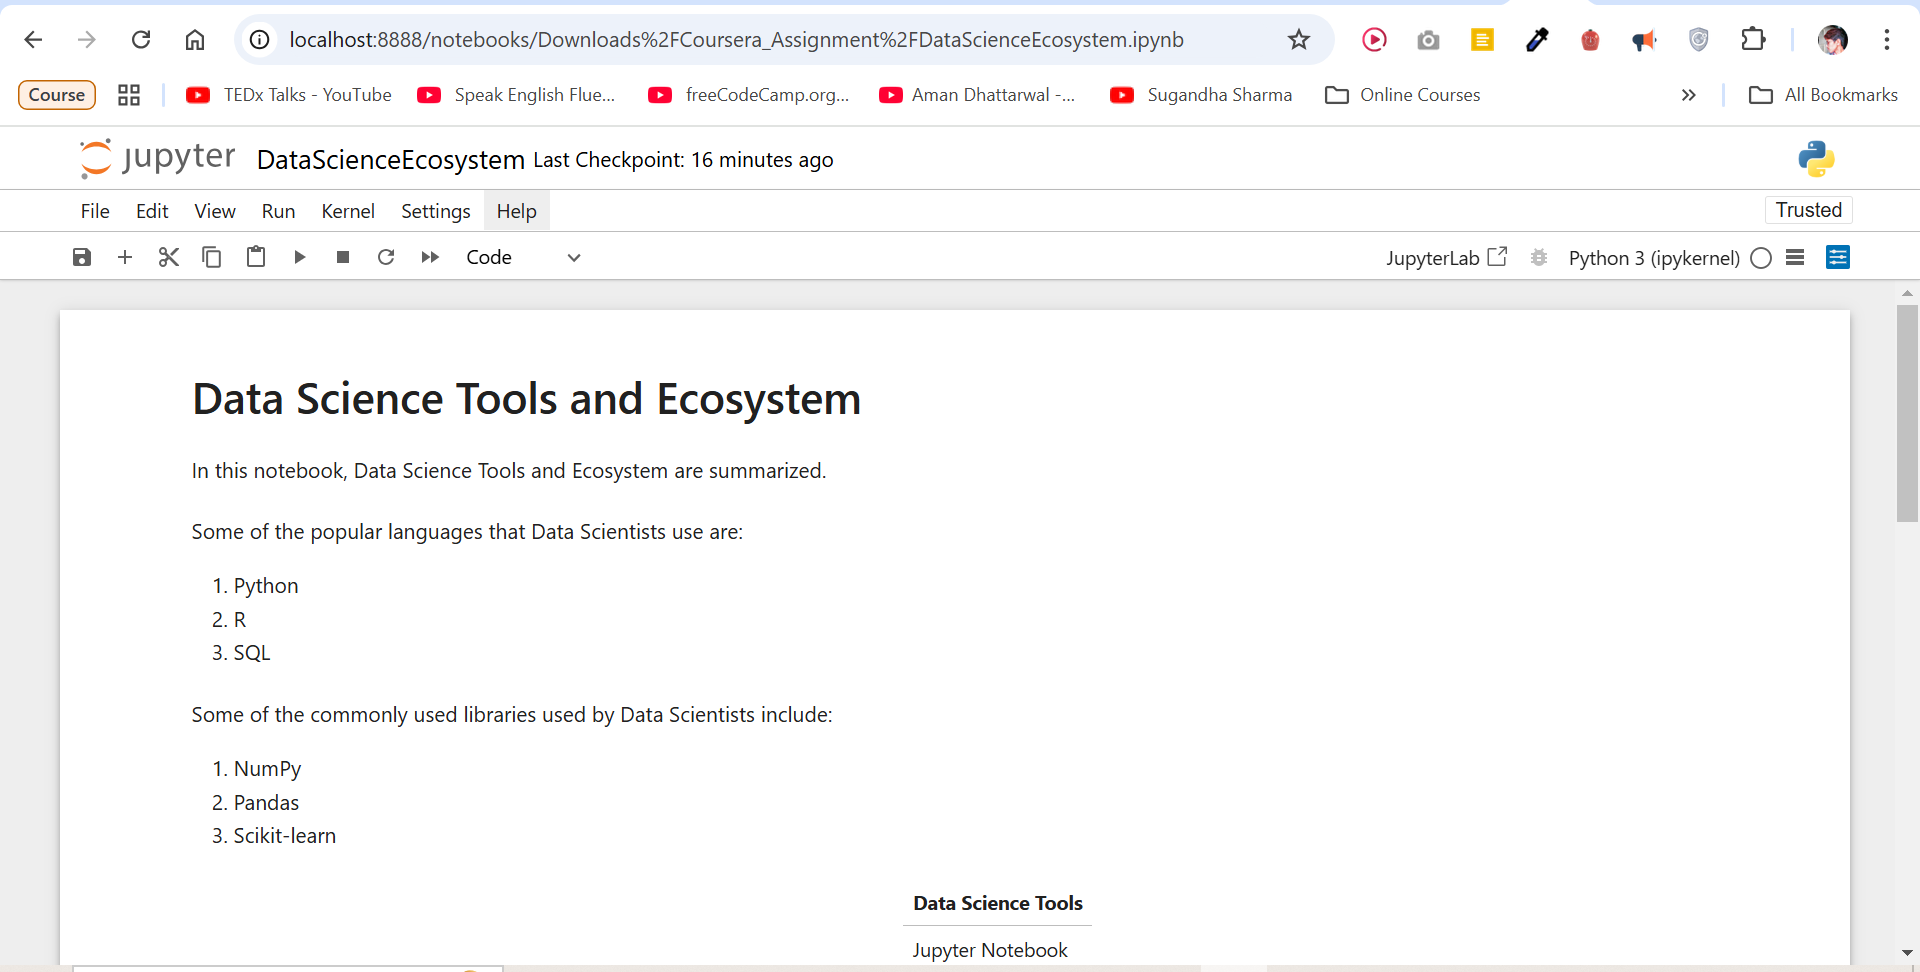 localhost:8888/notebooks/Downloads%2FCoursera_Assignment%2FDataScienceEcosystem.ipynb
Course TEDx Talks - YouTube Speak English Flue... freeCodeCamp.org... Aman Dhattarwal -... Sugandha Sharma Online Courses » All Bookmarks
jupyter DataScienceEcosystem Last Checkpoint: 16 minutes ago
File Edit View Run Kernel Settings Help Trusted
Code JupyterLab Python 3 (ipykernel)
Data Science Tools and Ecosystem
In this notebook, Data Science Tools and Ecosystem are summarized.
Some of the popular languages that Data Scientists use are:
1. Python
2. R
3. SQL
Some of the commonly used libraries used by Data Scientists include:
1. NumPy
2. Pandas
3. Scikit-learn
Data Science Tools
Jupyter Notebook